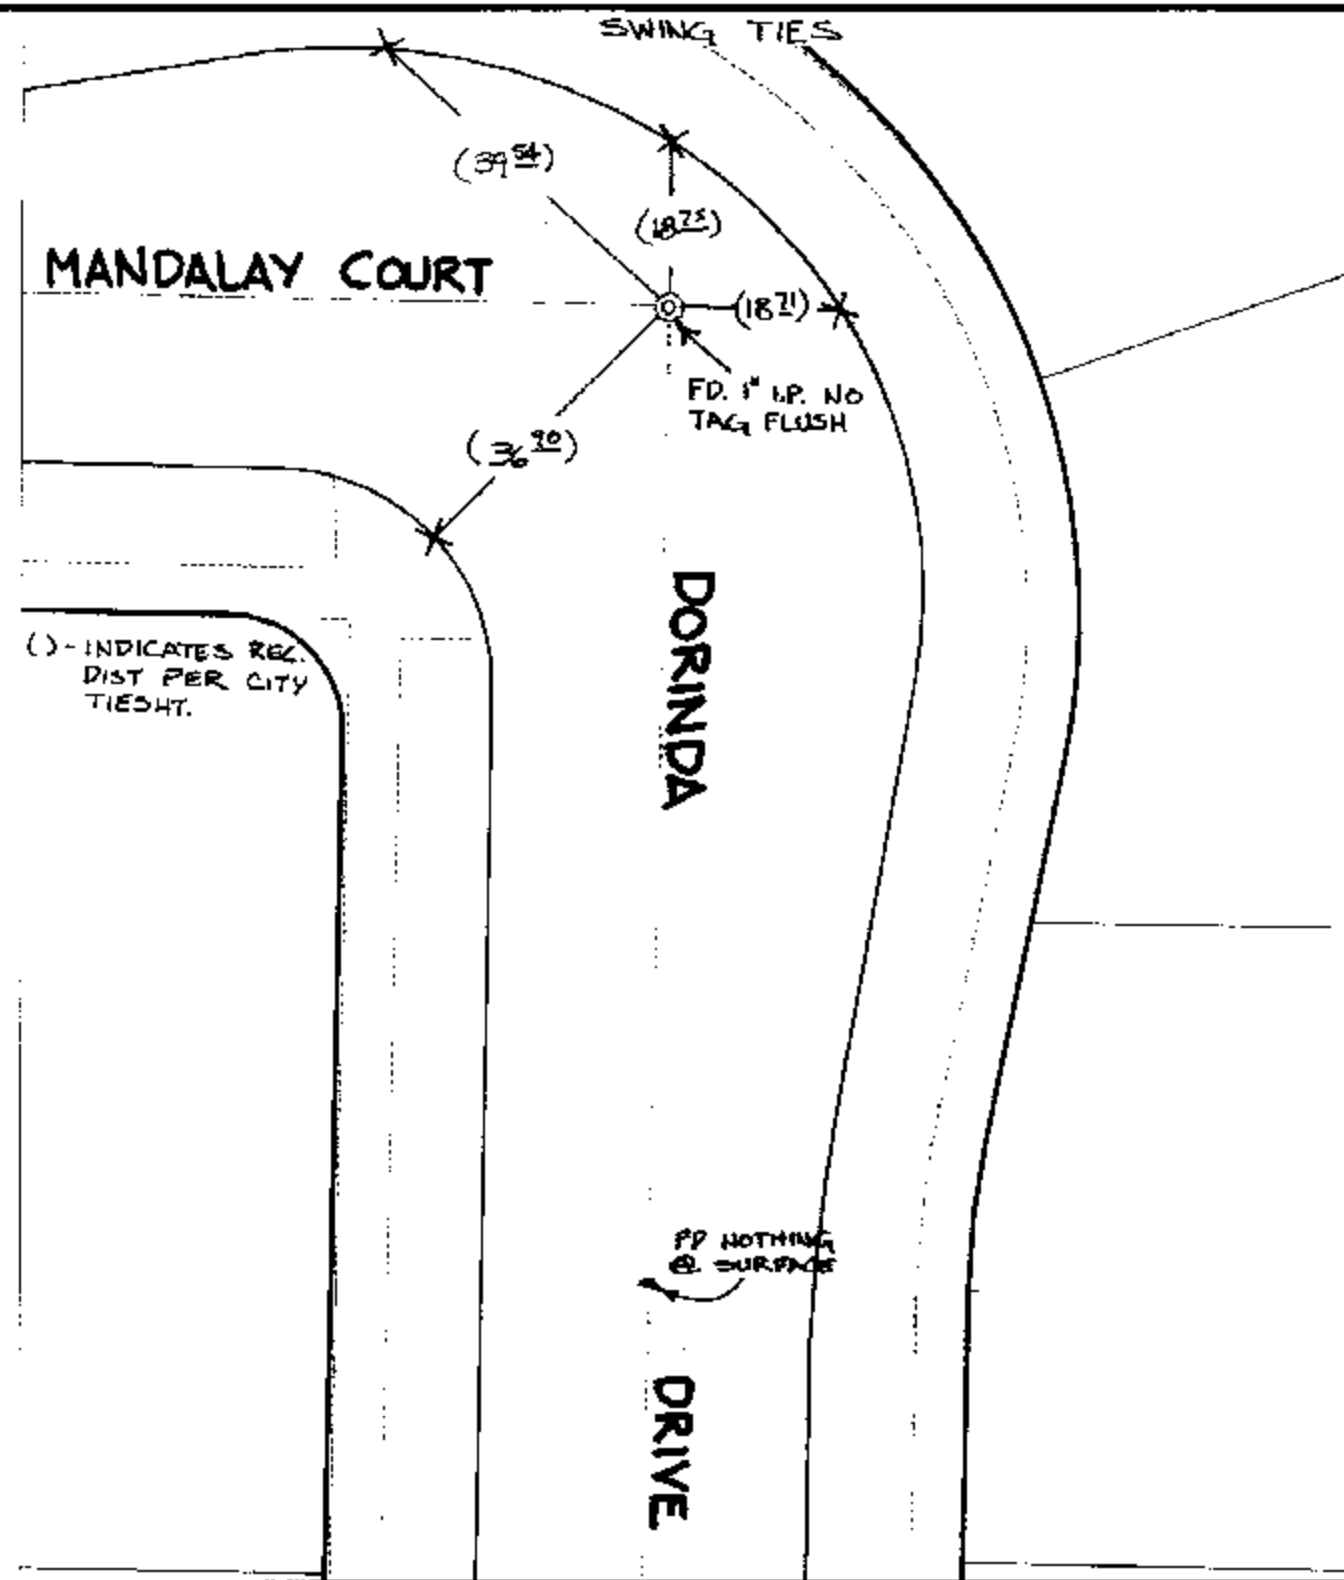 SWING TIES
(39 54)
(18 75)
MANDALAY COURT
(18 71)
FD. 1" I.P. NO
TAG FLUSH
(36 90)
DORINDA
() - INDICATES REC.
DIST PER CITY
TIESHT.
FD NOTHING
@ SURFACE
DRIVE